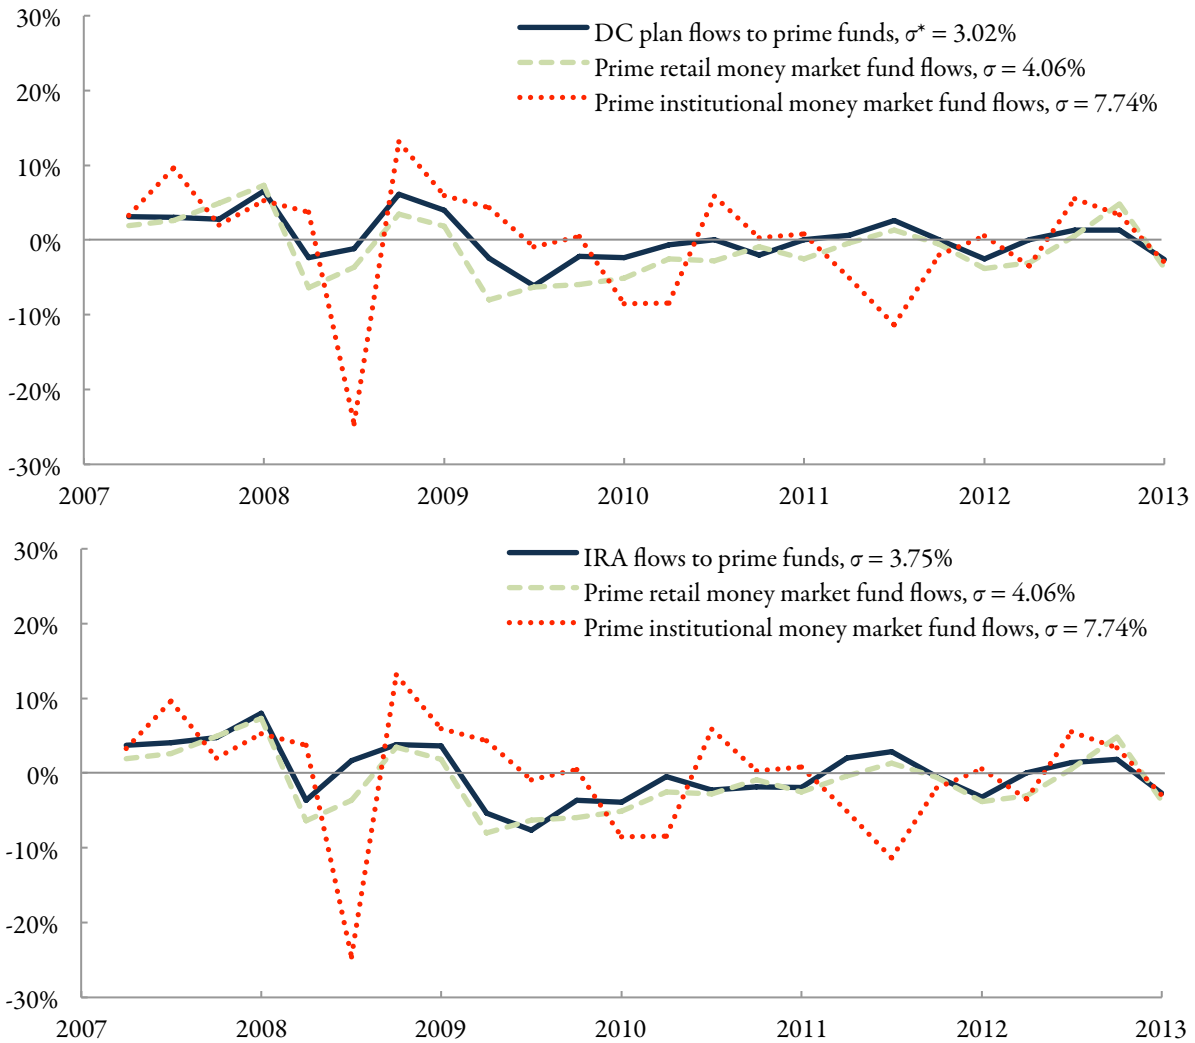 30%
DC plan flows to prime funds, σ* = 3.02%
Prime retail money market fund flows, σ = 4.06%
Prime institutional money market fund flows, σ = 7.74%
20%
10%
0%
-10%
-20%
-30%
2007 2008 2009 2010 2011 2012 2013
30%
IRA flows to prime funds, σ = 3.75%
Prime retail money market fund flows, σ = 4.06%
Prime institutional money market fund flows, σ = 7.74%
20%
10%
0%
-10%
-20%
-30%
2007 2008 2009 2010 2011 2012 2013